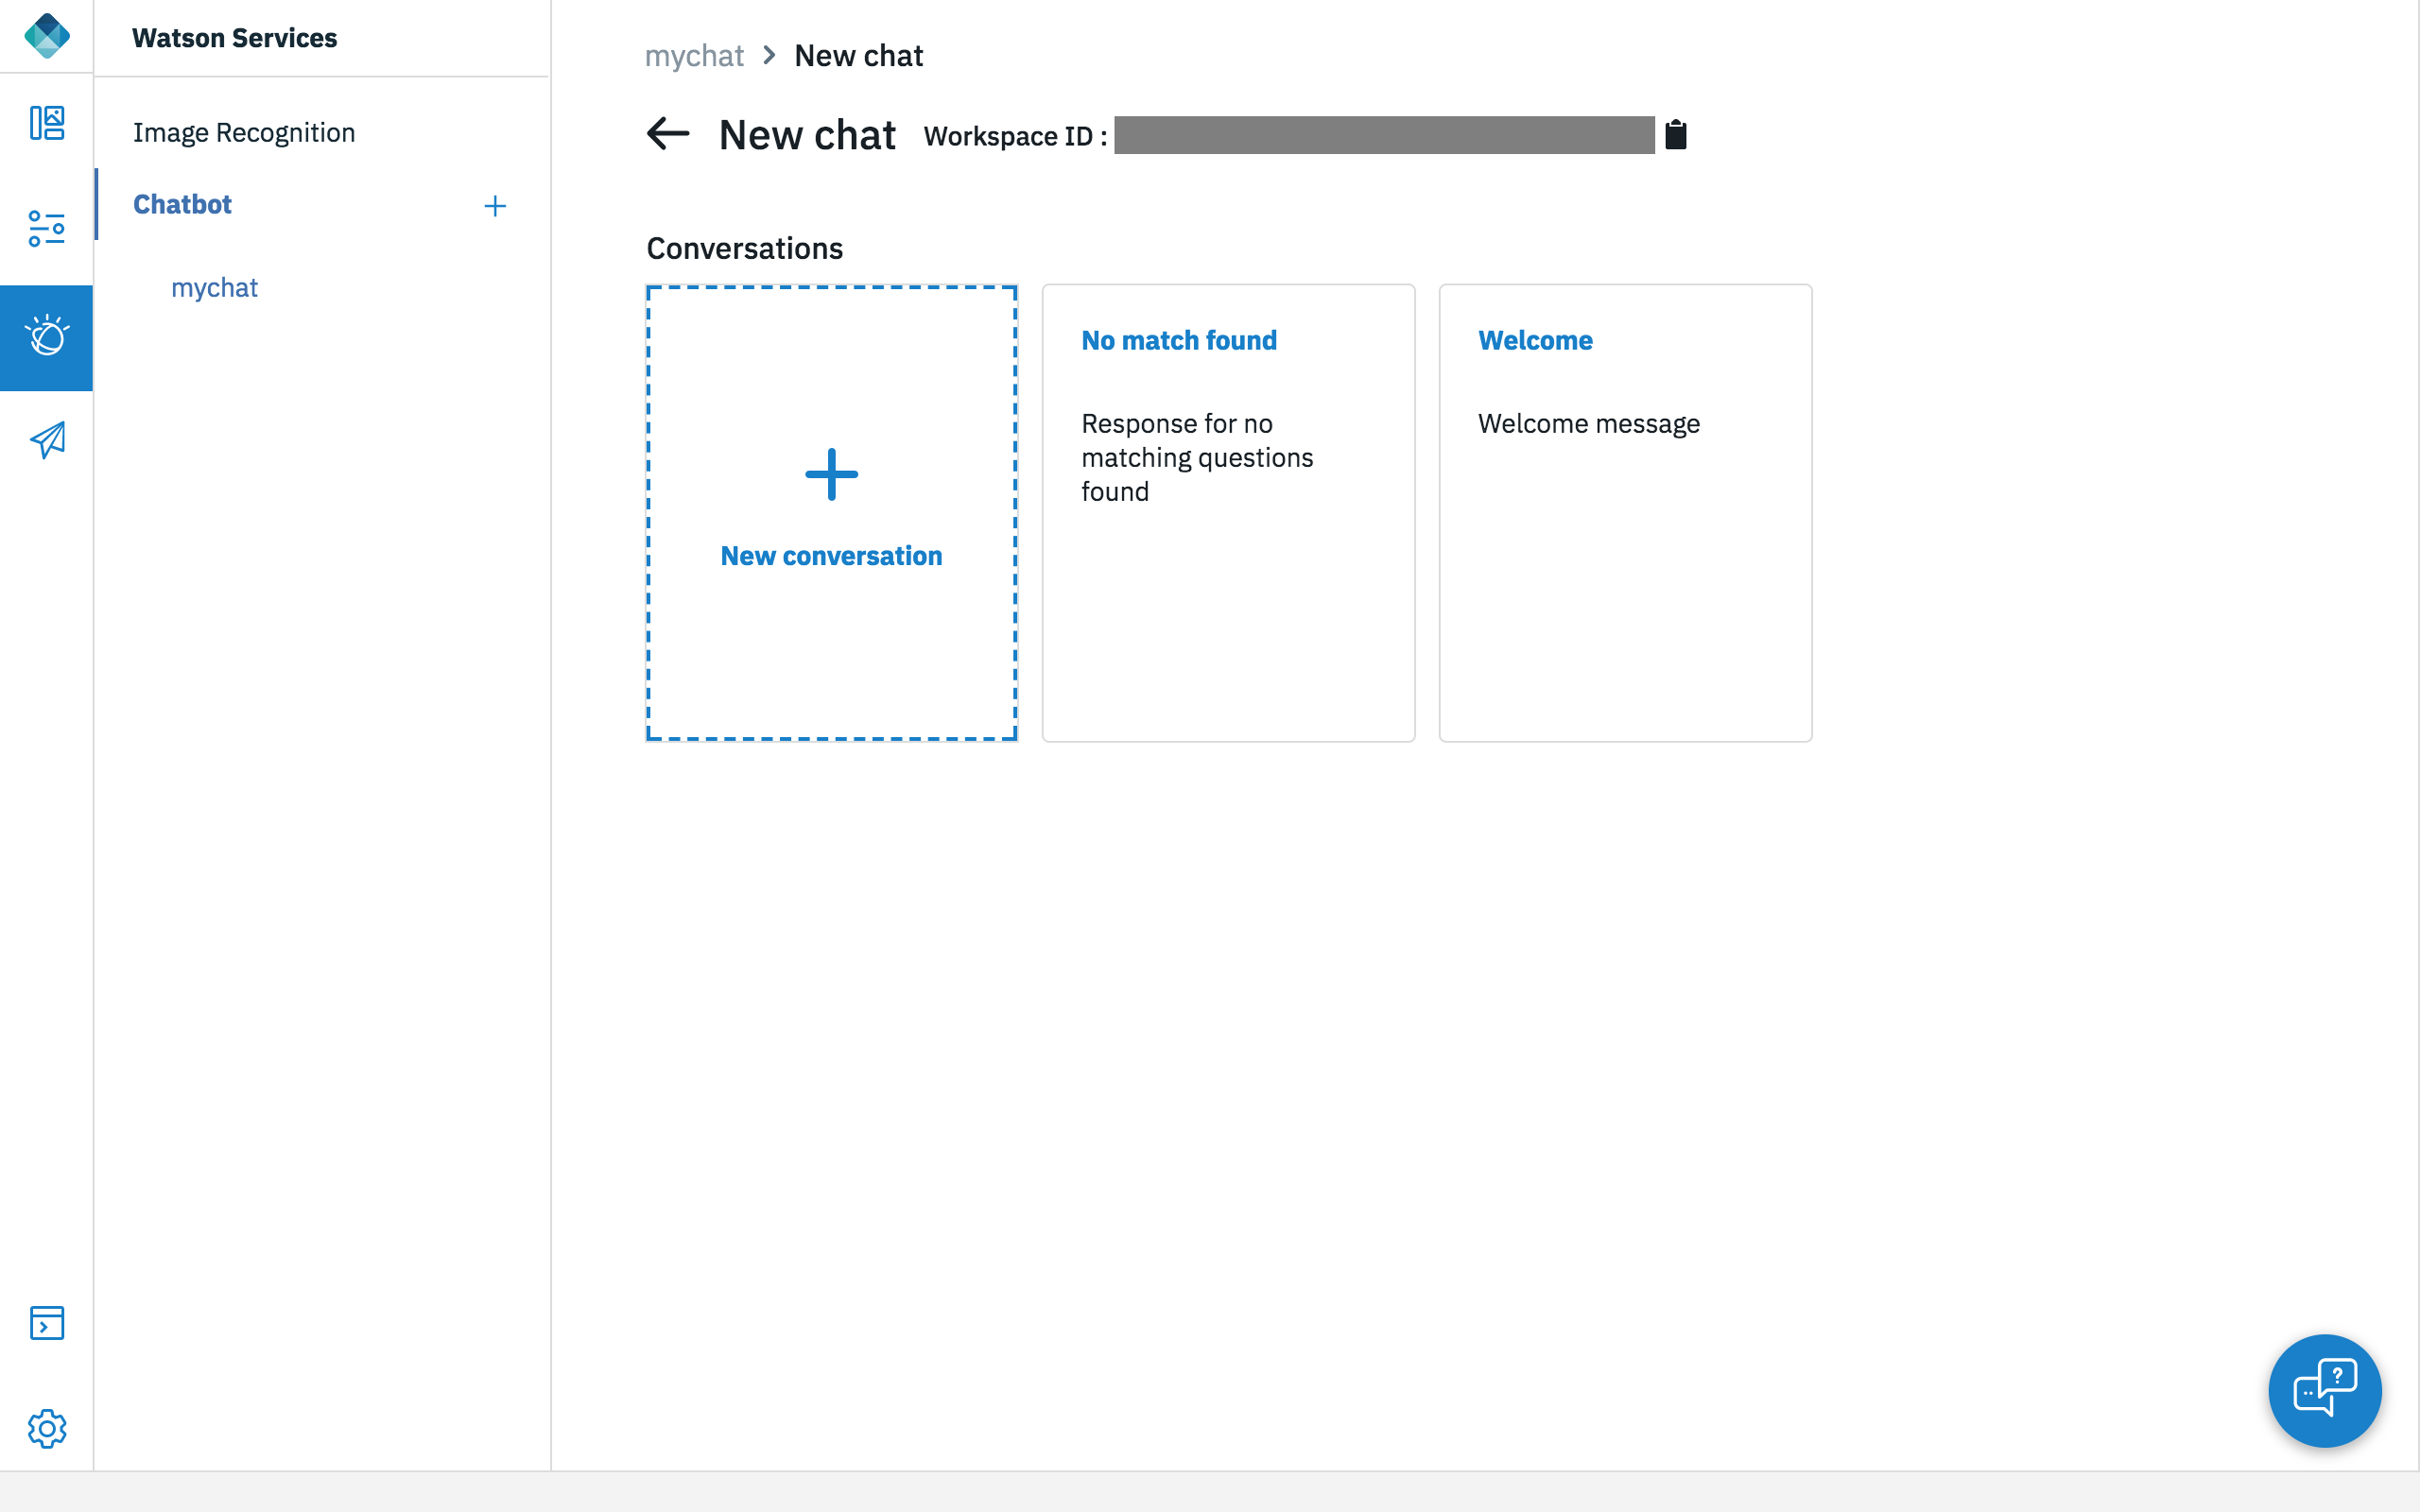 Watson Services
Image Recognition
Chatbot
mychat
mychat > New chat
New chat Workspace ID :
Conversations
New conversation
No match found
Response for no
matching questions
found
Welcome
Welcome message
?